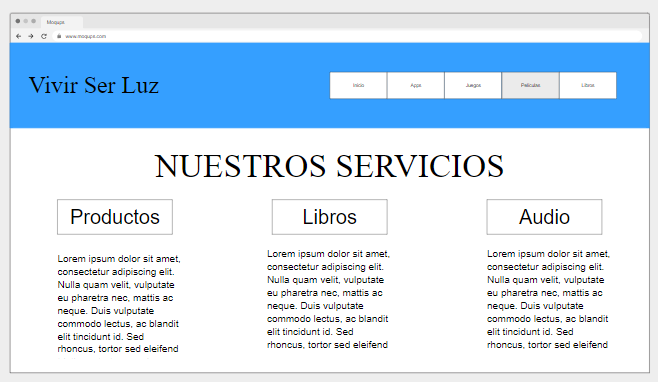 Moqups
www.moqups.com
Vivir Ser Luz
Inicio Apps Juegos Películas Libros
NUESTROS SERVICIOS
Productos
Lorem ipsum dolor sit amet,
consectetur adipiscing elit.
Nulla quam velit, vulputate
eu pharetra nec, mattis ac
neque. Duis vulputate
commodo lectus, ac blandit
elit tincidunt id. Sed
rhoncus, tortor sed eleifend
Libros
Lorem ipsum dolor sit amet,
consectetur adipiscing elit.
Nulla quam velit, vulputate
eu pharetra nec, mattis ac
neque. Duis vulputate
commodo lectus, ac blandit
elit tincidunt id. Sed
rhoncus, tortor sed eleifend
Audio
Lorem ipsum dolor sit amet,
consectetur adipiscing elit.
Nulla quam velit, vulputate
eu pharetra nec, mattis ac
neque. Duis vulputate
commodo lectus, ac blandit
elit tincidunt id. Sed
rhoncus, tortor sed eleifend